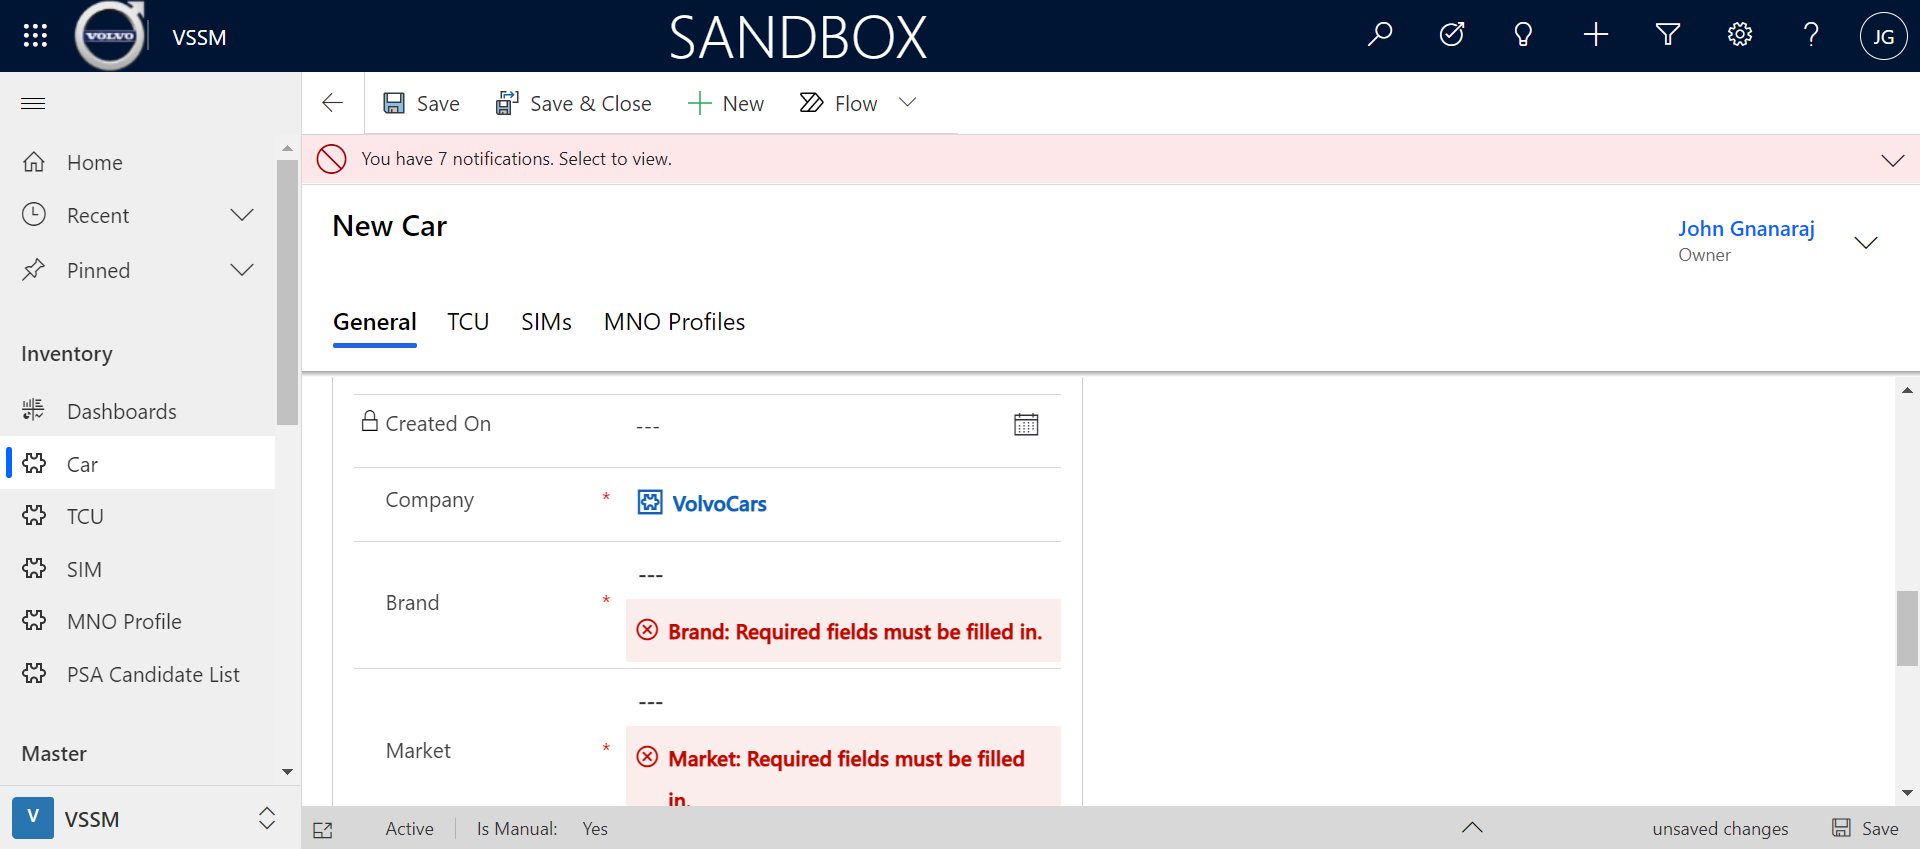 VOLVO
VSSM
SANDBOX
JG
Save
Save & Close
New
Flow
You have 7 notifications. Select to view.
Home
Recent
Pinned
Inventory
Dashboards
Car
TCU
SIM
MNO Profile
PSA Candidate List
Master
V
VSSM
New Car
John Gnanaraj
Owner
General
TCU
SIMs
MNO Profiles
Created On
---
Company
*
VolvoCars
Brand
*
---
Brand: Required fields must be filled in.
Market
*
---
Market: Required fields must be filled
in.
Active
Is Manual:
Yes
unsaved changes
Save